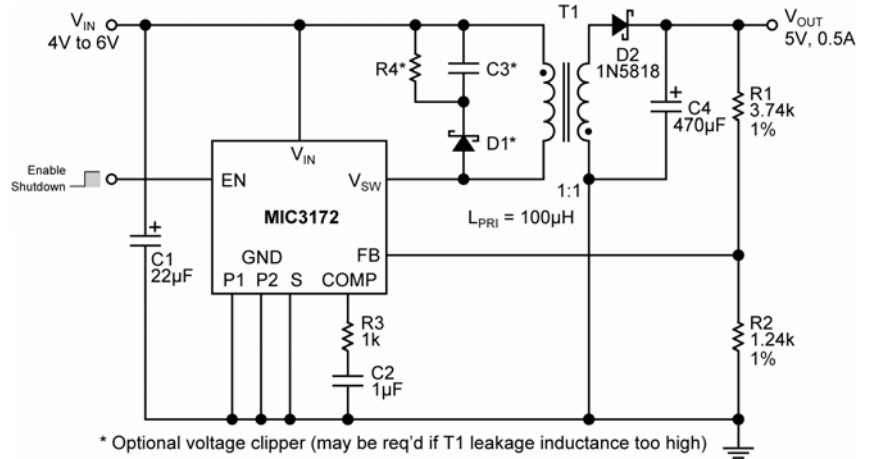 T1
VIN
4V to 6V
VOUT
5V, 0.5A
R4*
C3*
D2
1N5818
R1
3.74k
1%
+
C4
470µF
D1*
VIN
Enable
Shutdown
EN
VSW
1:1
MIC3172
LPRI = 100µH
+
C1
22µF
GND
FB
P1 P2 S COMP
R3
1k
R2
1.24k
1%
C2
1µF
* Optional voltage clipper (may be req'd if T1 leakage inductance too high)